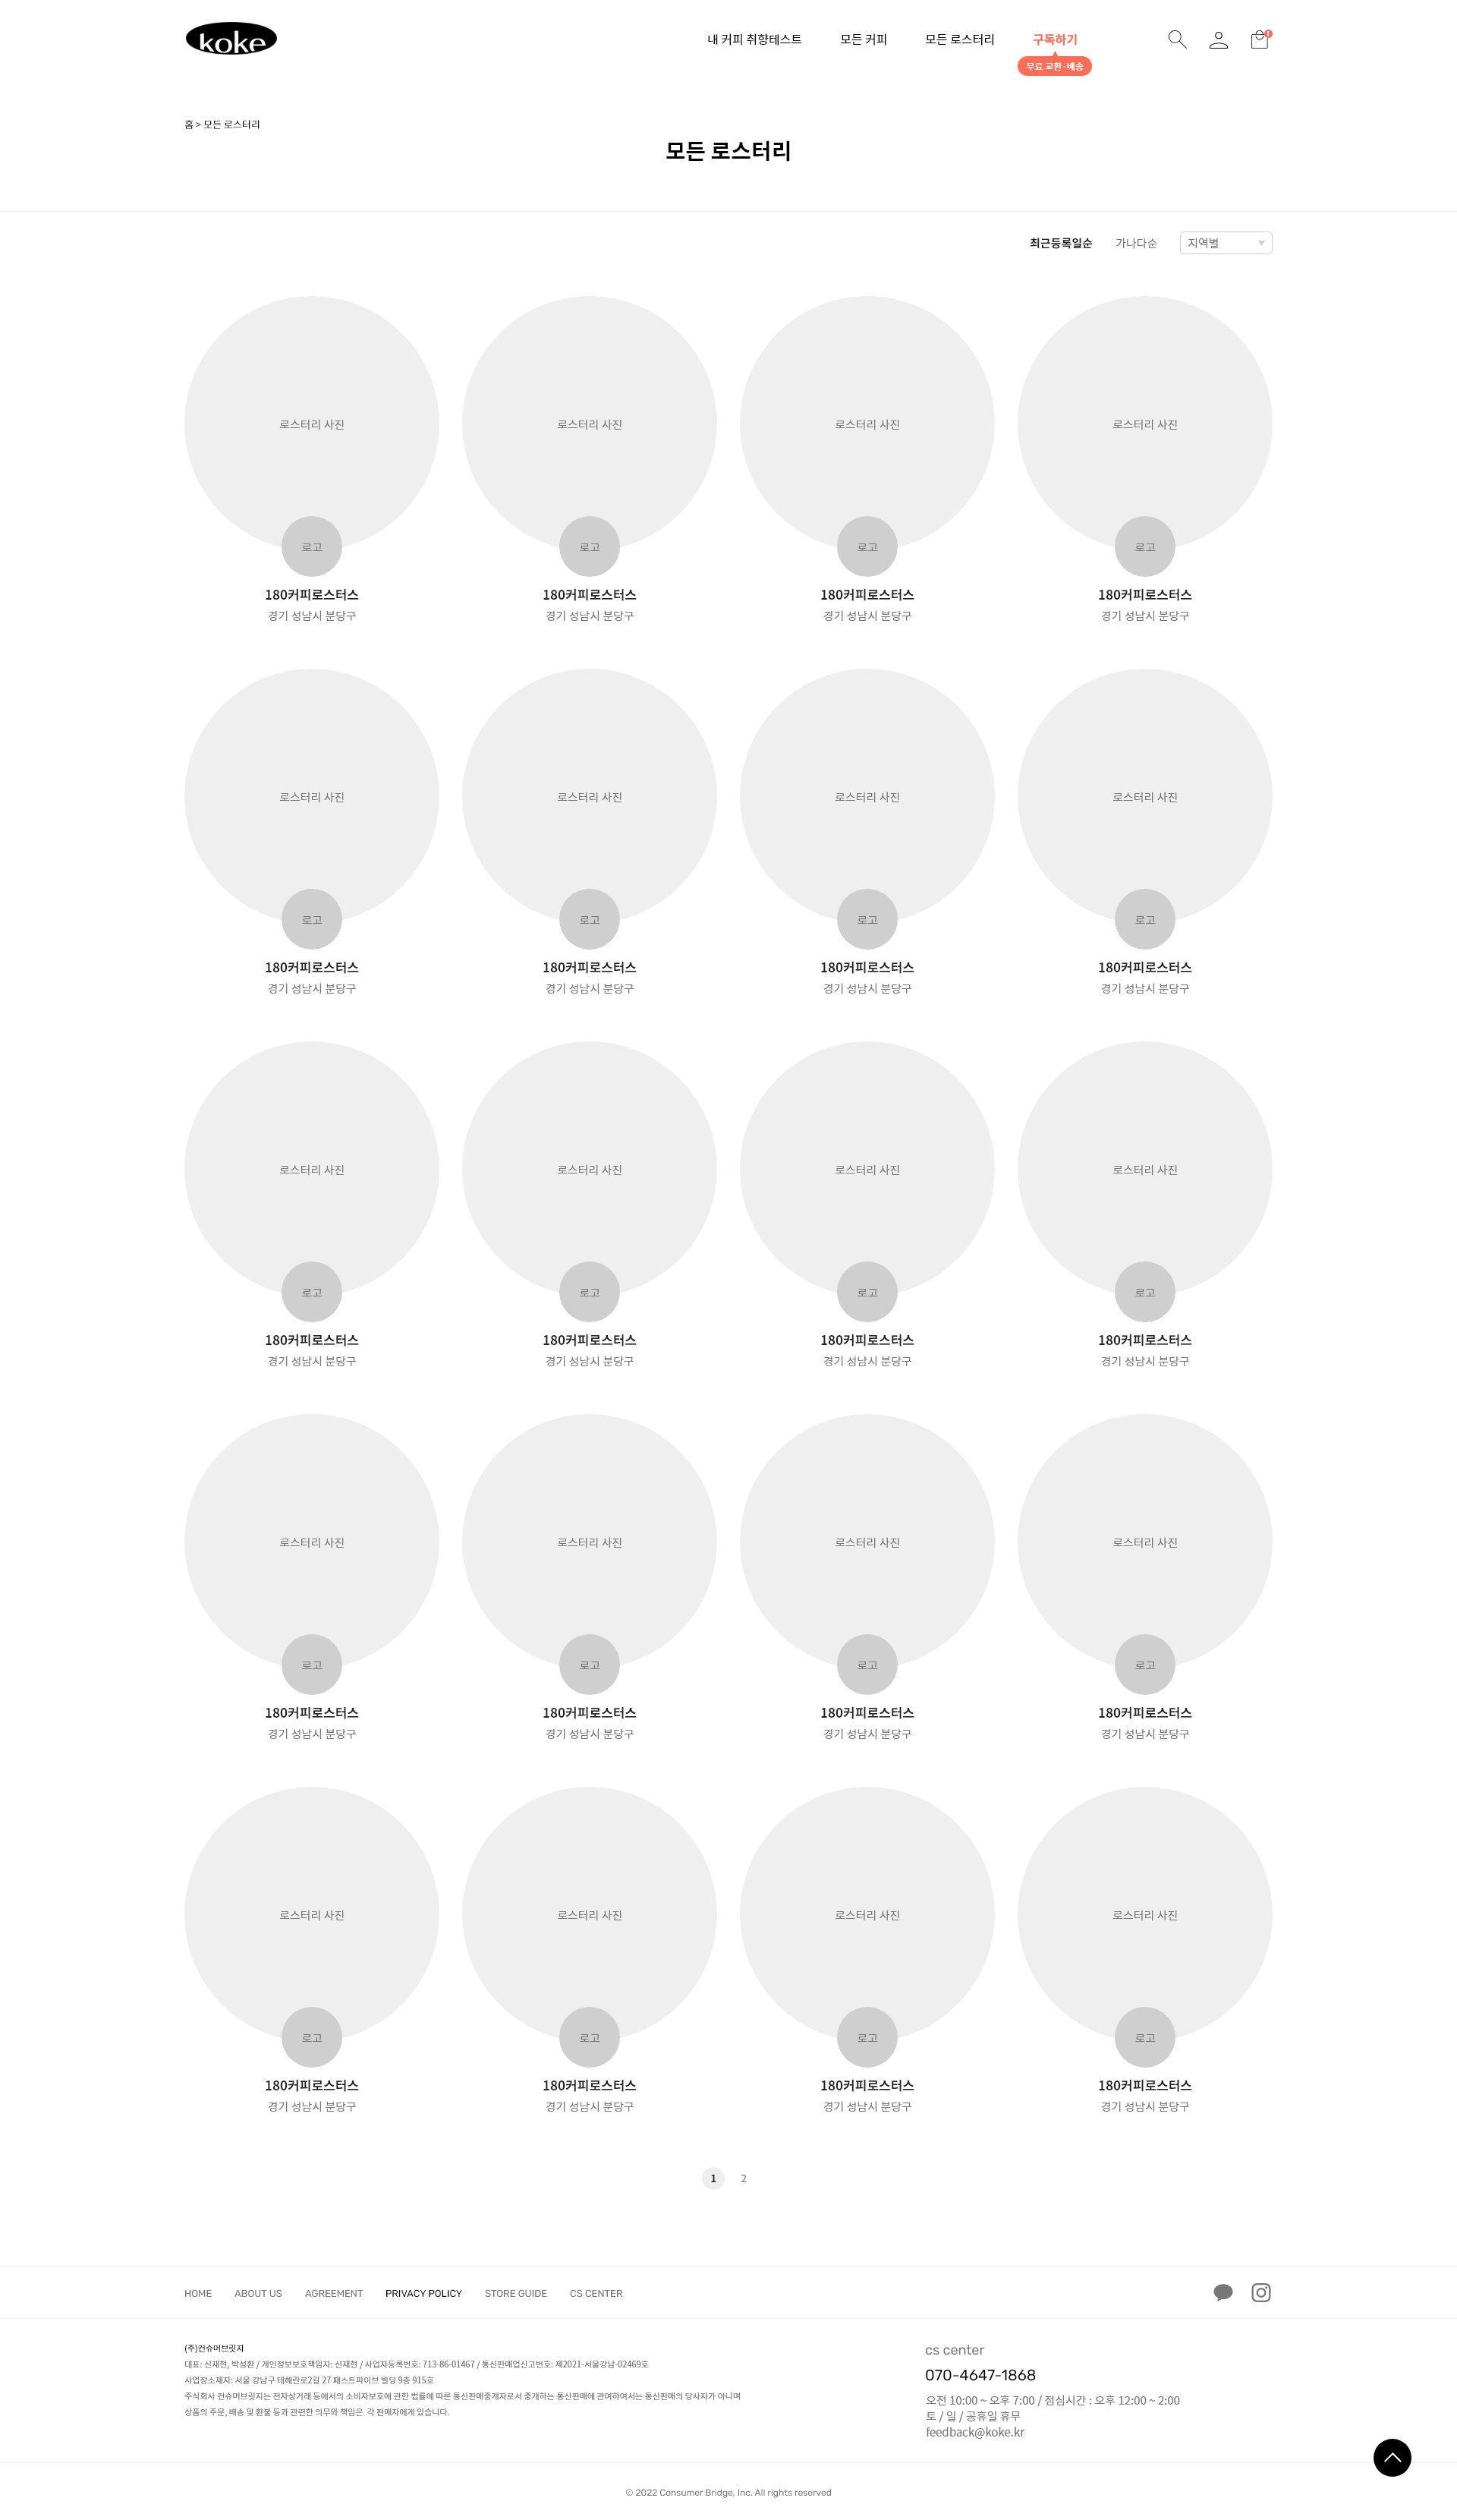 koke
내 커피 취향테스트 모든 커피 모든 로스터리 구독하기
1
무료 교환·배송
홈 > 모든 로스터리
모든 로스터리
최근등록일순 가나다순 지역별
로스터리 사진 로스터리 사진 로스터리 사진 로스터리 사진
로고 로고 로고 로고
180커피로스터스 180커피로스터스 180커피로스터스 180커피로스터스
경기 성남시 분당구 경기 성남시 분당구 경기 성남시 분당구 경기 성남시 분당구
로스터리 사진 로스터리 사진 로스터리 사진 로스터리 사진
로고 로고 로고 로고
180커피로스터스 180커피로스터스 180커피로스터스 180커피로스터스
경기 성남시 분당구 경기 성남시 분당구 경기 성남시 분당구 경기 성남시 분당구
로스터리 사진 로스터리 사진 로스터리 사진 로스터리 사진
로고 로고 로고 로고
180커피로스터스 180커피로스터스 180커피로스터스 180커피로스터스
경기 성남시 분당구 경기 성남시 분당구 경기 성남시 분당구 경기 성남시 분당구
로스터리 사진 로스터리 사진 로스터리 사진 로스터리 사진
로고 로고 로고 로고
180커피로스터스 180커피로스터스 180커피로스터스 180커피로스터스
경기 성남시 분당구 경기 성남시 분당구 경기 성남시 분당구 경기 성남시 분당구
로스터리 사진 로스터리 사진 로스터리 사진 로스터리 사진
로고 로고 로고 로고
180커피로스터스 180커피로스터스 180커피로스터스 180커피로스터스
경기 성남시 분당구 경기 성남시 분당구 경기 성남시 분당구 경기 성남시 분당구
1 2
HOME ABOUT US AGREEMENT PRIVACY POLICY STORE GUIDE CS CENTER
(주)컨슈머브릿지
대표: 신재헌, 박성환 / 개인정보보호책임자: 신재헌 / 사업자등록번호: 713-86-01467 / 통신판매업신고번호: 제2021-서울강남-02469호
사업장소재지: 서울 강남구 테헤란로2길 27 패스트파이브 빌딩 9층 915호
주식회사 컨슈머브릿지는 전자상거래 등에서의 소비자보호에 관한 법률에 따른 통신판매중개자로서 중개하는 통신판매에 관여하여서는 통신판매의 당사자가 아니며
상품의 주문, 배송 및 환불 등과 관련한 의무와 책임은 각 판매자에게 있습니다.
cs center
070-4647-1868
오전 10:00 ~ 오후 7:00 / 점심시간 : 오후 12:00 ~ 2:00
토 / 일 / 공휴일 휴무
feedback@koke.kr
© 2022 Consumer Bridge, Inc. All rights reserved